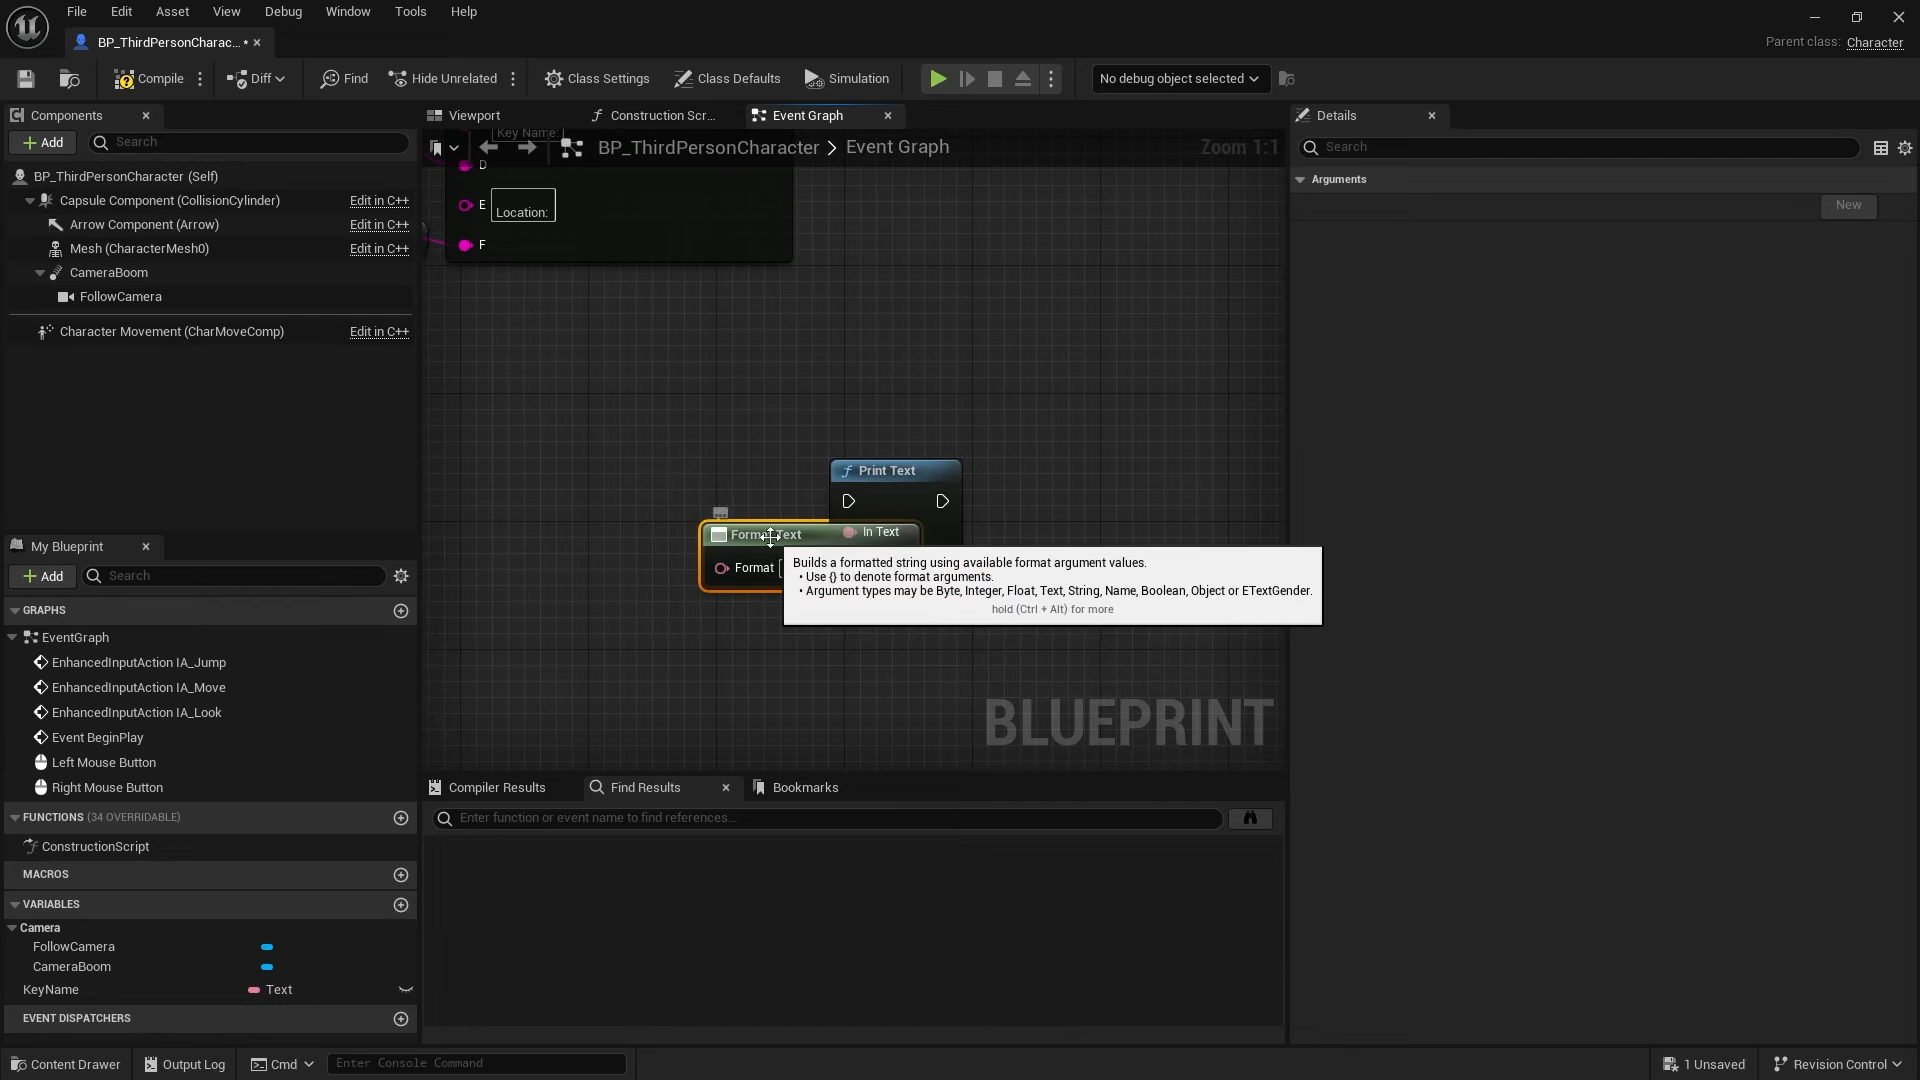 File Edit Asset View Debug Window Tools Help
BP_ThirdPersonCharac... •
Parent class: Character
Compile Diff Find Hide Unrelated Class Settings Class Defaults Simulation No debug object selected
Components
Add Search
BP_ThirdPersonCharacter (Self)
Capsule Component (CollisionCylinder) Edit in C++
Arrow Component (Arrow) Edit in C++
Mesh (CharacterMesh0) Edit in C++
CameraBoom
FollowCamera
Character Movement (CharMoveComp) Edit in C++
My Blueprint
Add Search
GRAPHS
EventGraph
EnhancedInputAction IA_Jump
EnhancedInputAction IA_Move
EnhancedInputAction IA_Look
Event BeginPlay
Left Mouse Button
Right Mouse Button
FUNCTIONS (34 OVERRIDABLE)
ConstructionScript
MACROS
VARIABLES
Camera
FollowCamera
CameraBoom
KeyName Text
EVENT DISPATCHERS
Viewport Construction Scr... Event Graph
Key Name:
BP_ThirdPersonCharacter > Event Graph Zoom 1:1
D
E Location:
F
Print Text
In Text
Format Text
Format
Builds a formatted string using available format argument values.
• Use {} to denote format arguments.
• Argument types may be Byte, Integer, Float, Text, String, Name, Boolean, Object or ETextGender.
hold (Ctrl + Alt) for more
BLUEPRINT
Compiler Results Find Results Bookmarks
Enter function or event name to find references...
Details
Search
Arguments
New
Content Drawer Output Log Cmd Enter Console Command 1 Unsaved Revision Control